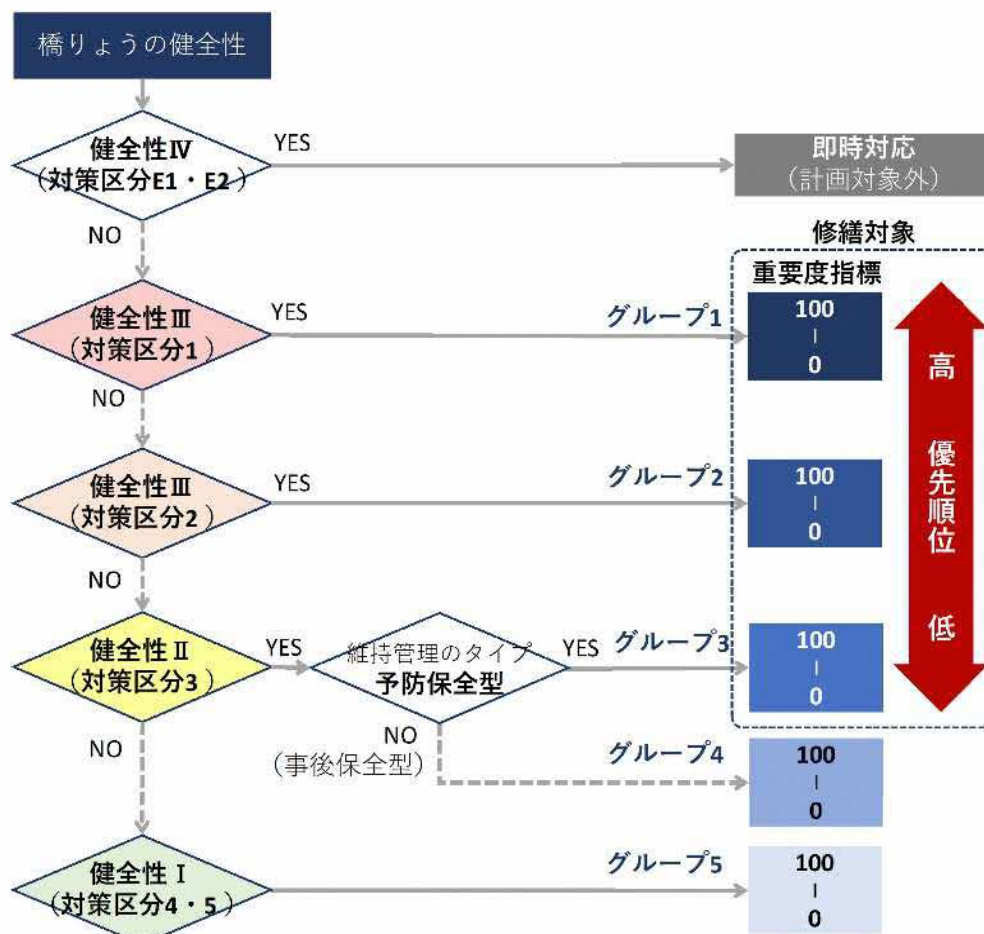 橋りょうの健全性
健全性Ⅳ
(対策区分E1・E2)
YES
即時対応
(計画対象外)
NO
修繕対象
重要度指標
健全性Ⅲ
(対策区分1)
YES
グループ1
100
|
0
高
NO
健全性Ⅲ
(対策区分2)
YES
グループ2
100
|
0
優先順位
NO
健全性Ⅱ
(対策区分3)
YES
維持管理のタイプ
予防保全型
YES
グループ3
100
|
0
低
NO
NO
(事後保全型)
グループ4
100
|
0
健全性Ⅰ
(対策区分4・5)
グループ5
100
|
0